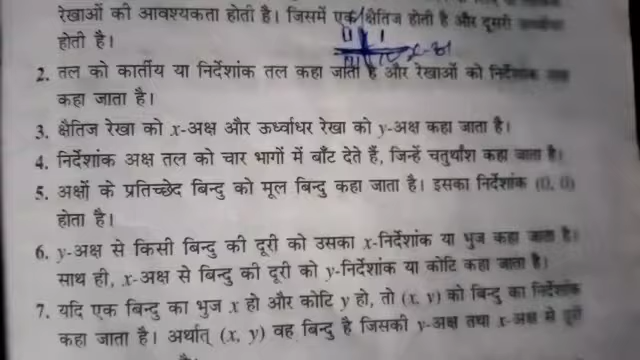 रेखाओं की आवश्यकता होती है। जिसमें एक क्षैतिज होती है और दूसरी
होती है।
2. तल को कार्तीय या निर्देशांक तल कहा जाता है और रेखाओं को
कहा जाता है।
3. क्षैतिज रेखा को x-अक्ष और ऊर्ध्वाधर रेखा को y-अक्ष कहा जाता है।
4. निर्देशांक अक्ष तल को चार भागों में बाँट देते हैं, जिन्हें चतुर्थांश कहा जाता है।
5. अक्षों के प्रतिच्छेद बिन्दु को मूल बिन्दु कहा जाता है। इसका निर्देशांक (0, 0)
होता है।
6. y-अक्ष से किसी बिन्दु की दूरी को उसका x-निर्देशांक या भुज कहा जाता है।
साथ ही, x-अक्ष से बिन्दु की दूरी को y-निर्देशांक या कोटि कहा जाता है।
7. यदि एक बिन्दु का भुज x हो और कोटि y हो, तो (x, y) को बिन्दु का निर्देशांक
कहा जाता है। अर्थात् (x, y) वह बिन्दु है जिसकी y-अक्ष तथा x-अक्ष से दूरी